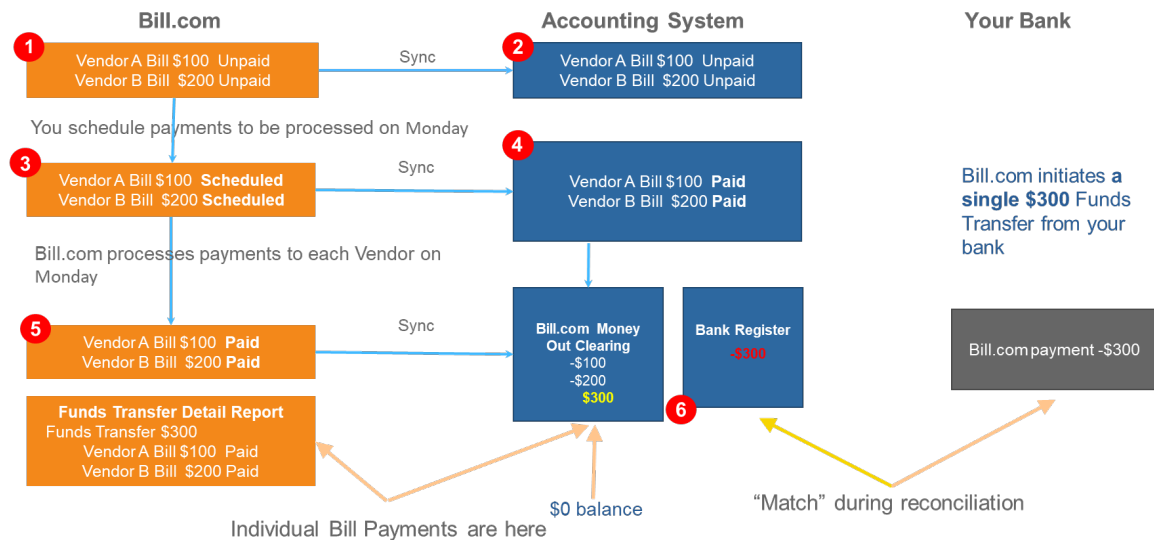 Bill.com
Accounting System
Your Bank
1
Vendor A Bill $100 Unpaid
Vendor B Bill $200 Unpaid
Sync
2
Vendor A Bill $100 Unpaid
Vendor B Bill $200 Unpaid
You schedule payments to be processed on Monday
3
Vendor A Bill $100 Scheduled
Vendor B Bill $200 Scheduled
Sync
4
Vendor A Bill $100 Paid
Vendor B Bill $200 Paid
Bill.com initiates a
single $300 Funds
Transfer from your
bank
Bill.com processes payments to each Vendor on
Monday
5
Vendor A Bill $100 Paid
Vendor B Bill $200 Paid
Sync
Bill.com Money
Out Clearing
-$100
-$200
$300
Bank Register
-$300
6
Bill.com payment -$300
Funds Transfer Detail Report
Funds Transfer $300
Vendor A Bill $100 Paid
Vendor B Bill $200 Paid
Individual Bill Payments are here
$0 balance
“Match” during reconciliation